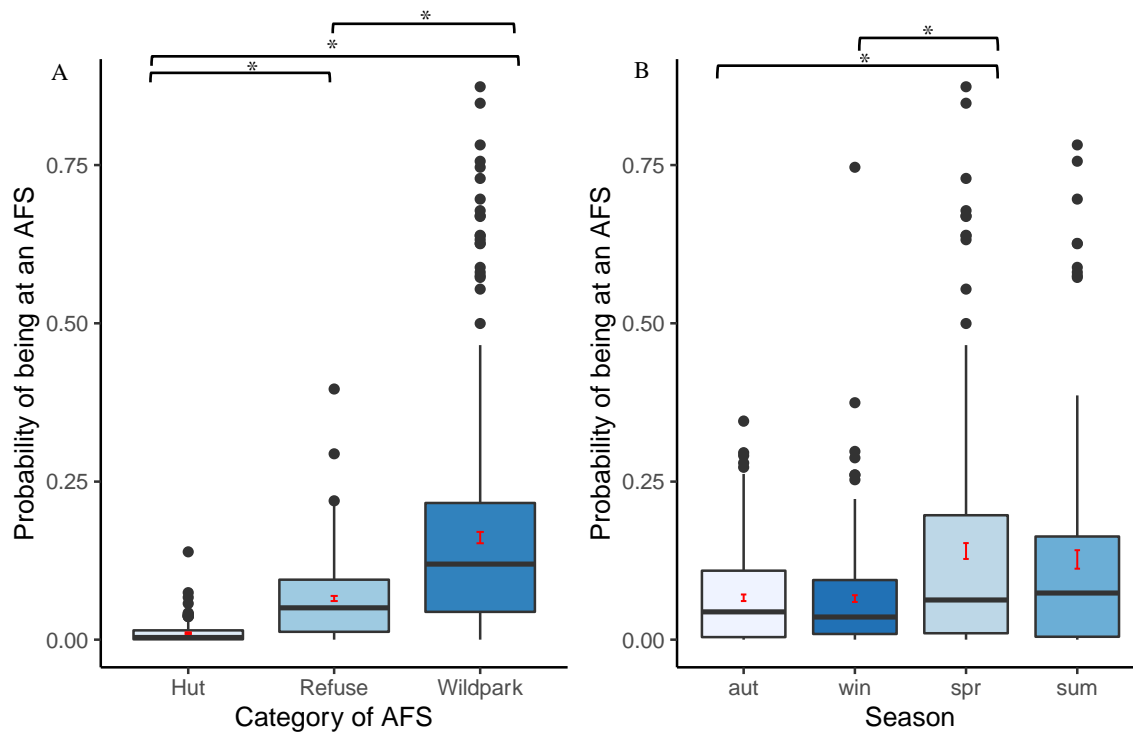 A
*
*
*
Probability of being at an AFS
0.75
0.50
0.25
0.00
Hut Refuse Wildpark
Category of AFS
B
*
*
Probability of being at an AFS
0.75
0.50
0.25
0.00
aut win spr sum
Season